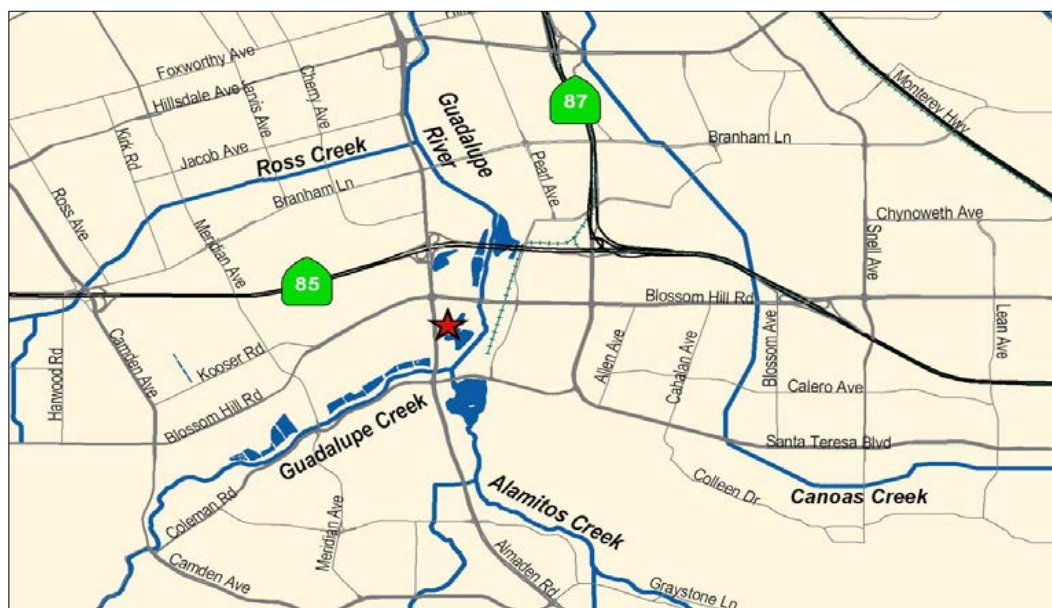 Foxworthy Ave
Hillsdale Ave
Cherry Ave
Jarvis Ave
Kirk Rd
Jacob Ave
Ross Creek
Guadalupe
River
87
Monterey Hwy
Branham Ln
Pearl Ave
Branham Ln
Ross Ave
Meridian Ave
Chynoweth Ave
Snell Ave
85
Blossom Hill Rd
Lean Ave
Harwood Rd
Camden Ave
Kooser Rd
Allen Ave
Cahalan Ave
Blossom Ave
Calero Ave
Blossom Hill Rd
Guadalupe Creek
Santa Teresa Blvd
Colleen Dr
Canoas Creek
Coleman Rd
Meridian Ave
Alamitos Creek
Almaden Rd
Camden Ave
Graystone Ln